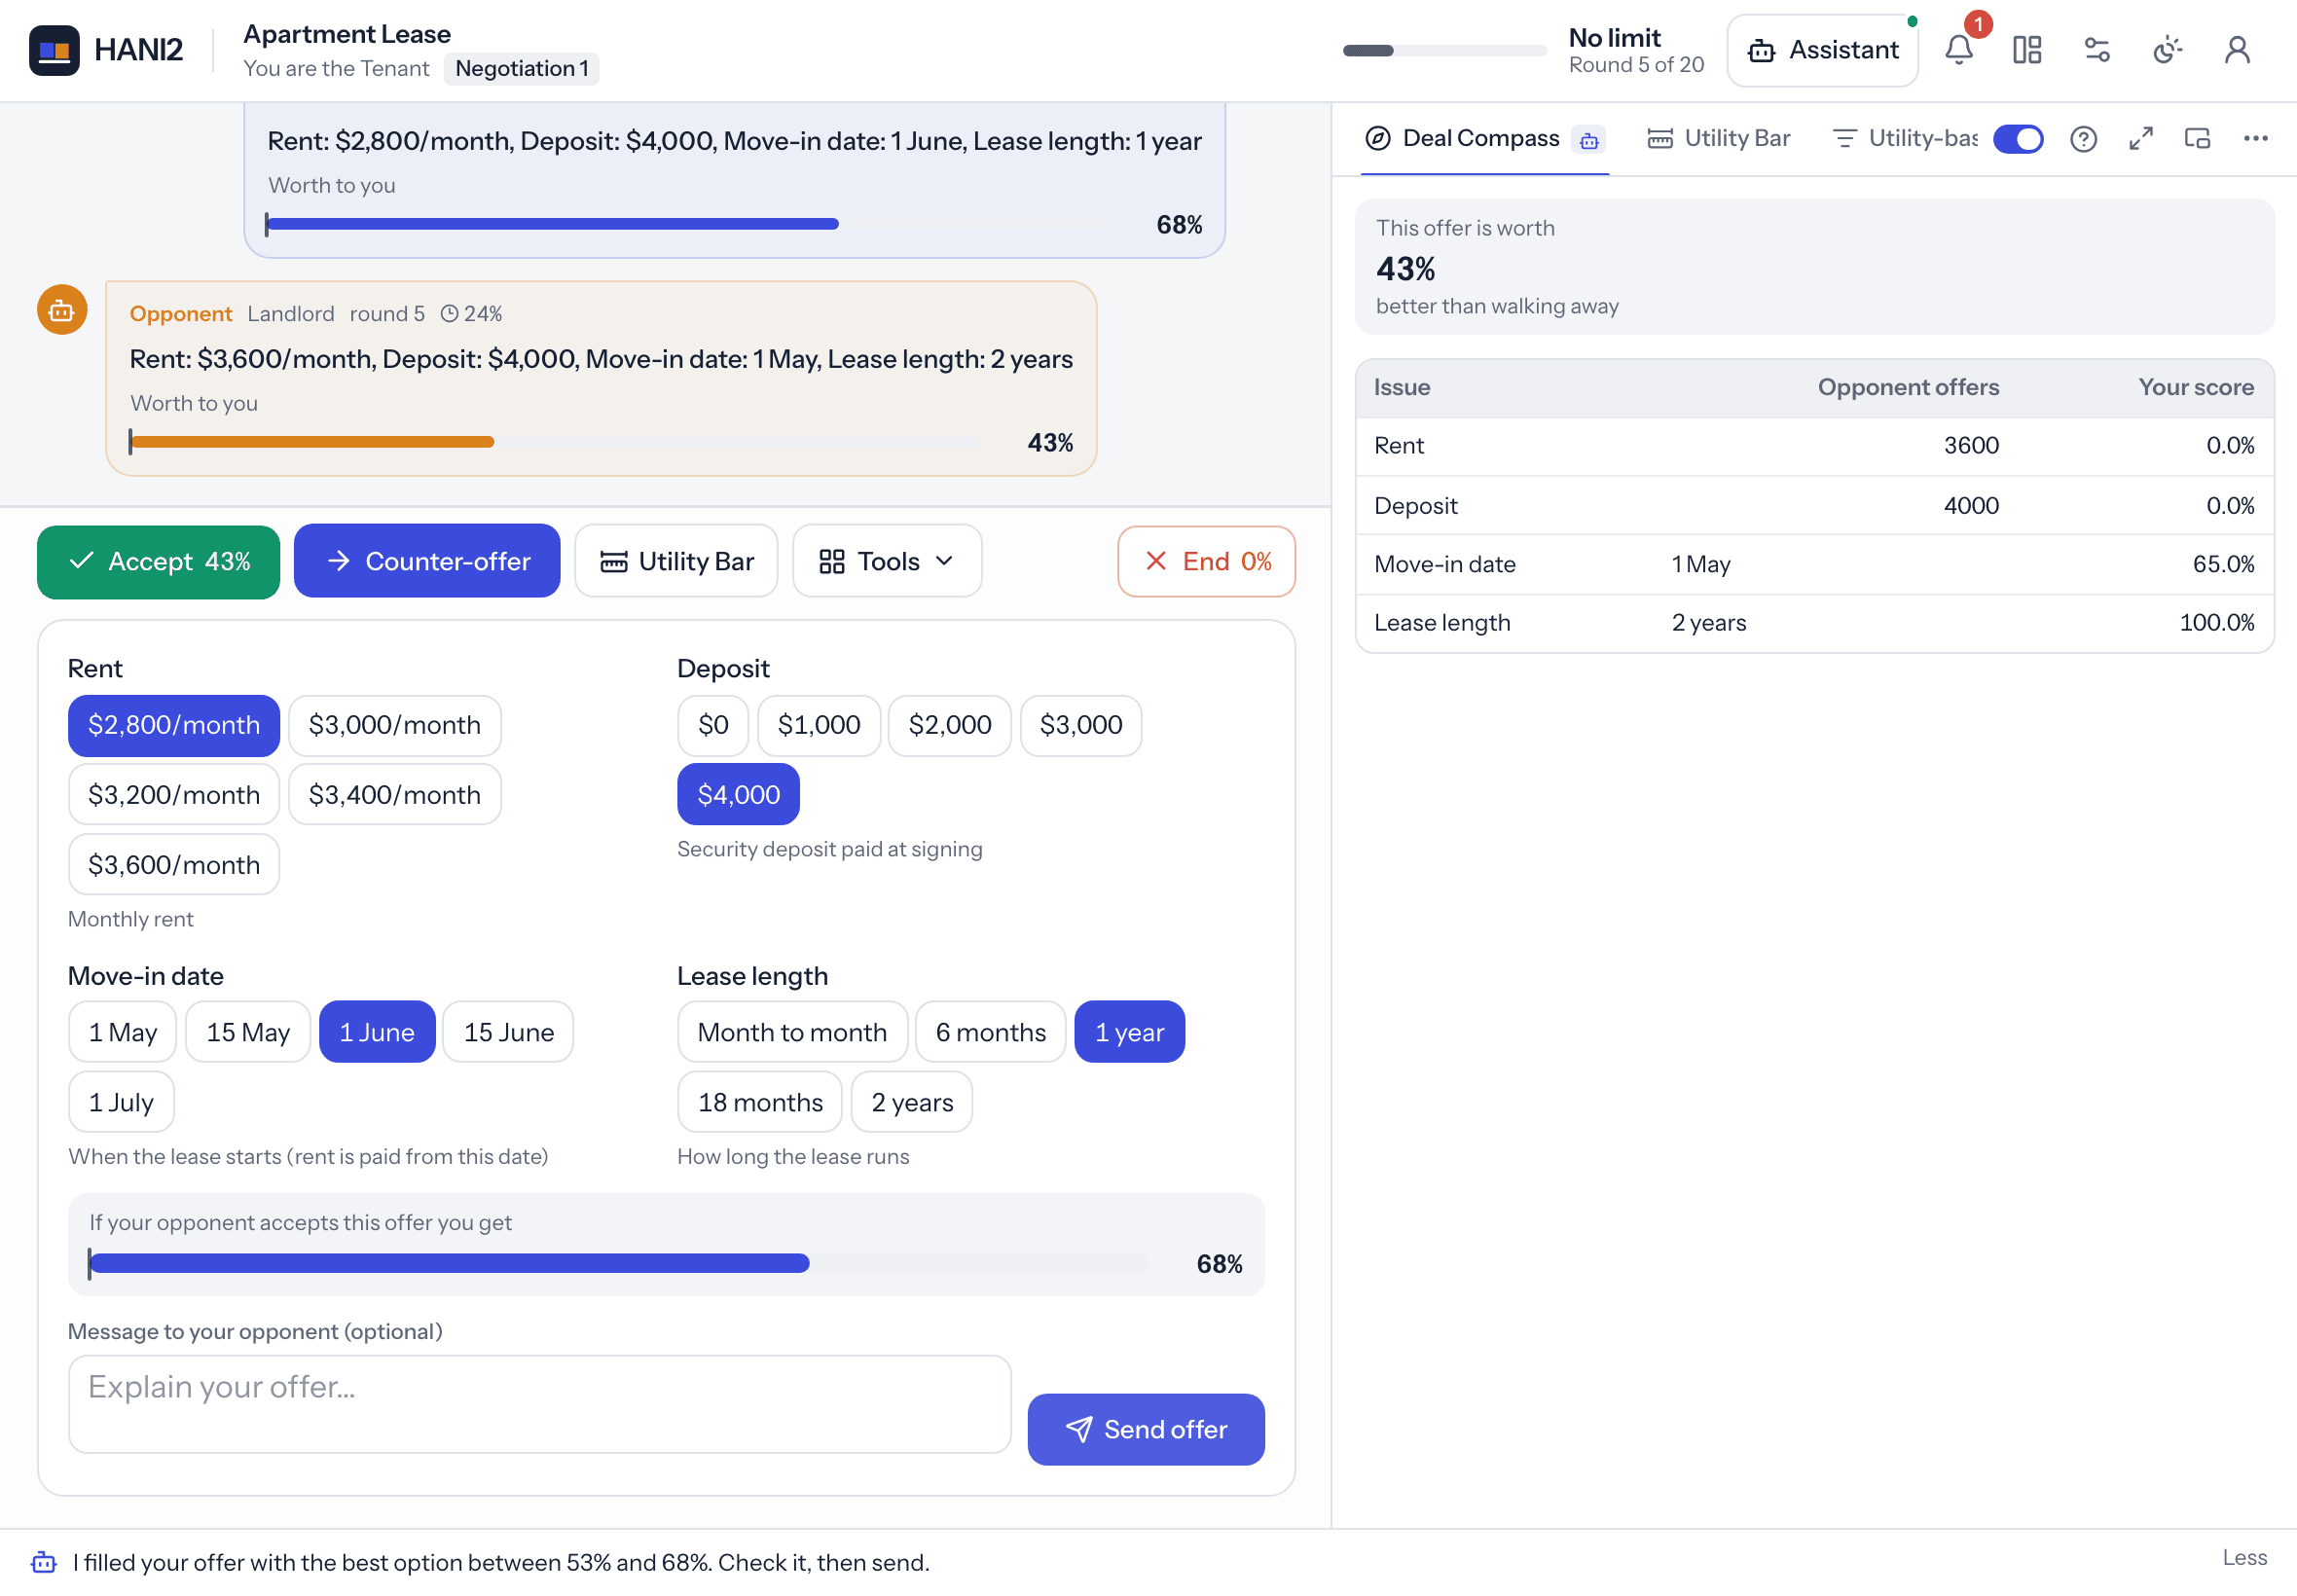 HANI2
Apartment Lease
You are the Tenant Negotiation 1
No limit
Round 5 of 20
Assistant
1
Rent: $2,800/month, Deposit: $4,000, Move-in date: 1 June, Lease length: 1 year
Worth to you
68%
Opponent Landlord round 5 24%
Rent: $3,600/month, Deposit: $4,000, Move-in date: 1 May, Lease length: 2 years
Worth to you
43%
Accept 43%
Counter-offer
Utility Bar
Tools
End 0%
Rent
$2,800/month
$3,000/month
$3,200/month
$3,400/month
$3,600/month
Monthly rent
Deposit
$0
$1,000
$2,000
$3,000
$4,000
Security deposit paid at signing
Move-in date
1 May
15 May
1 June
15 June
1 July
When the lease starts (rent is paid from this date)
Lease length
Month to month
6 months
1 year
18 months
2 years
How long the lease runs
If your opponent accepts this offer you get
68%
Message to your opponent (optional)
Explain your offer...
Send offer
Deal Compass
Utility Bar
Utility-bas
This offer is worth
43%
better than walking away
Issue Opponent offers Your score
Rent 3600 0.0%
Deposit 4000 0.0%
Move-in date 1 May 65.0%
Lease length 2 years 100.0%
I filled your offer with the best option between 53% and 68%. Check it, then send.
Less